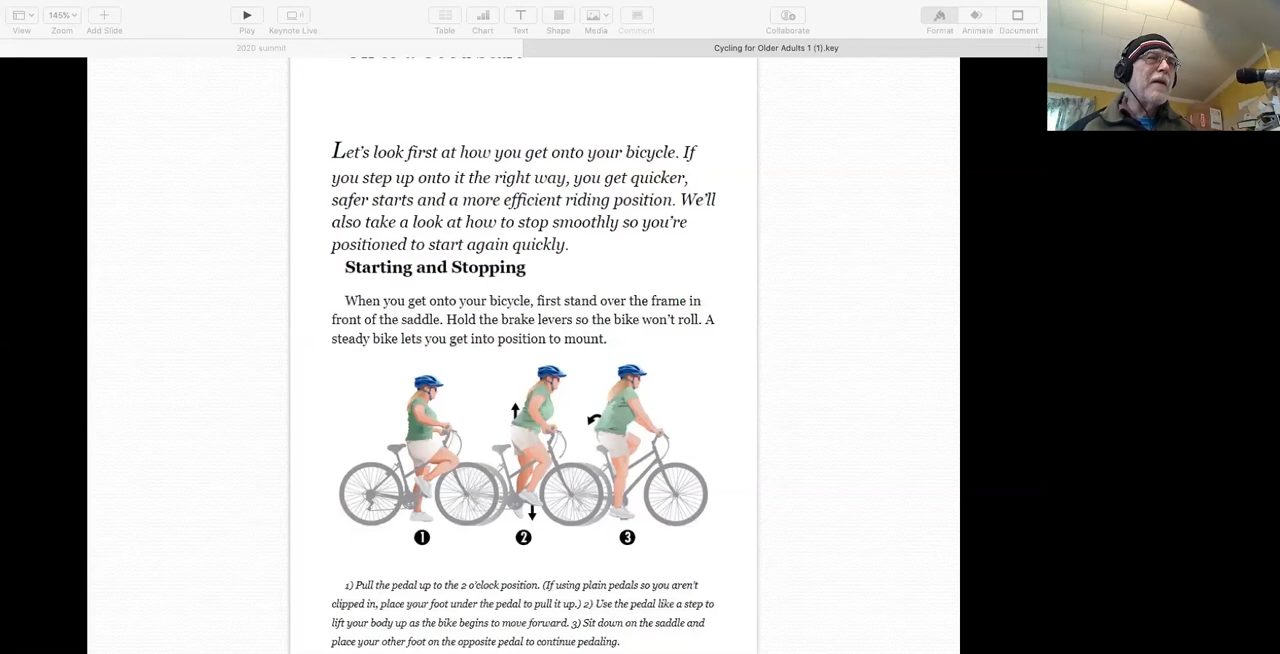 145%
View
Zoom
Add Slide
Play
Keynote Live
Table
Chart
Text
Shape
Media
Comment
Collaborate
Format
Animate
Document
2020 summit
Cycling for Older Adults 1 (1).key
Let's look first at how you get onto your bicycle. If
you step up onto it the right way, you get quicker,
safer starts and a more efficient riding position. We'll
also take a look at how to stop smoothly so you're
positioned to start again quickly.
Starting and Stopping
When you get onto your bicycle, first stand over the frame in
front of the saddle. Hold the brake levers so the bike won't roll. A
steady bike lets you get into position to mount.
1 2 3
1) Pull the pedal up to the 2 o'clock position. (If using plain pedals so you aren't
clipped in, place your foot under the pedal to pull it up.) 2) Use the pedal like a step to
lift your body up as the bike begins to move forward. 3) Sit down on the saddle and
place your other foot on the opposite pedal to continue pedaling.